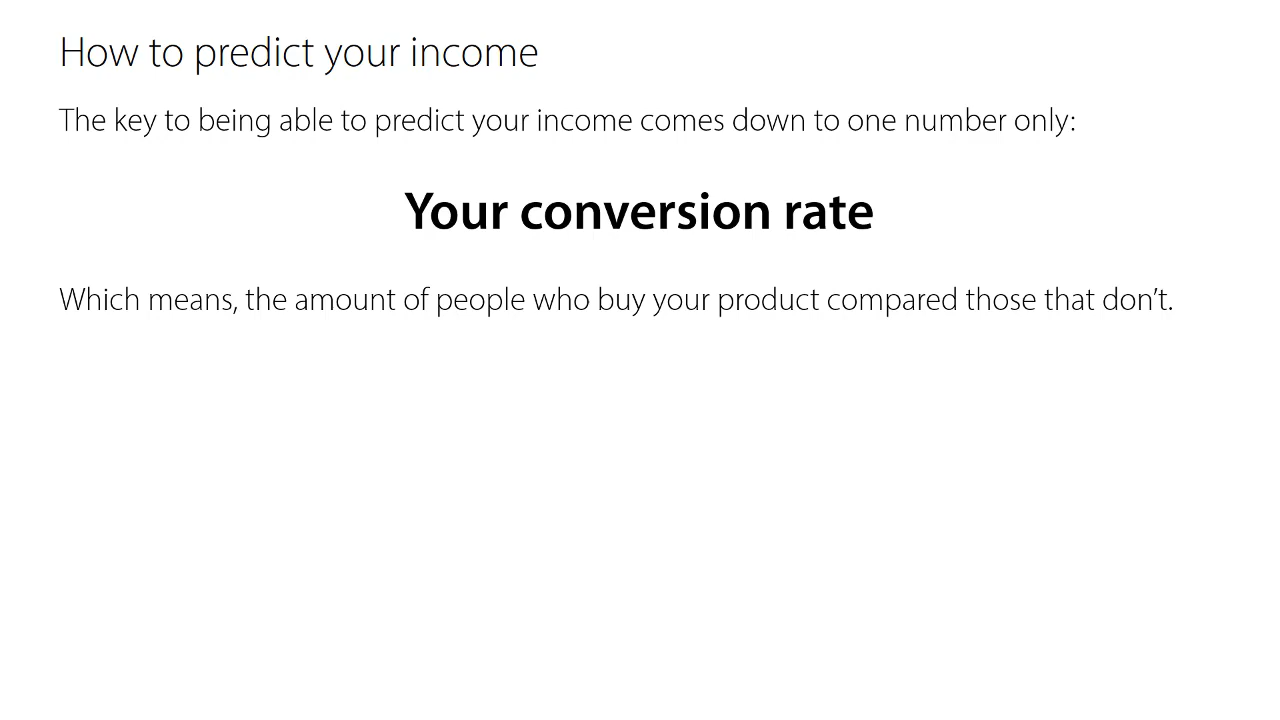 How to predict your income
The key to being able to predict your income comes down to one number only:
Your conversion rate
Which means, the amount of people who buy your product compared those that don’t.